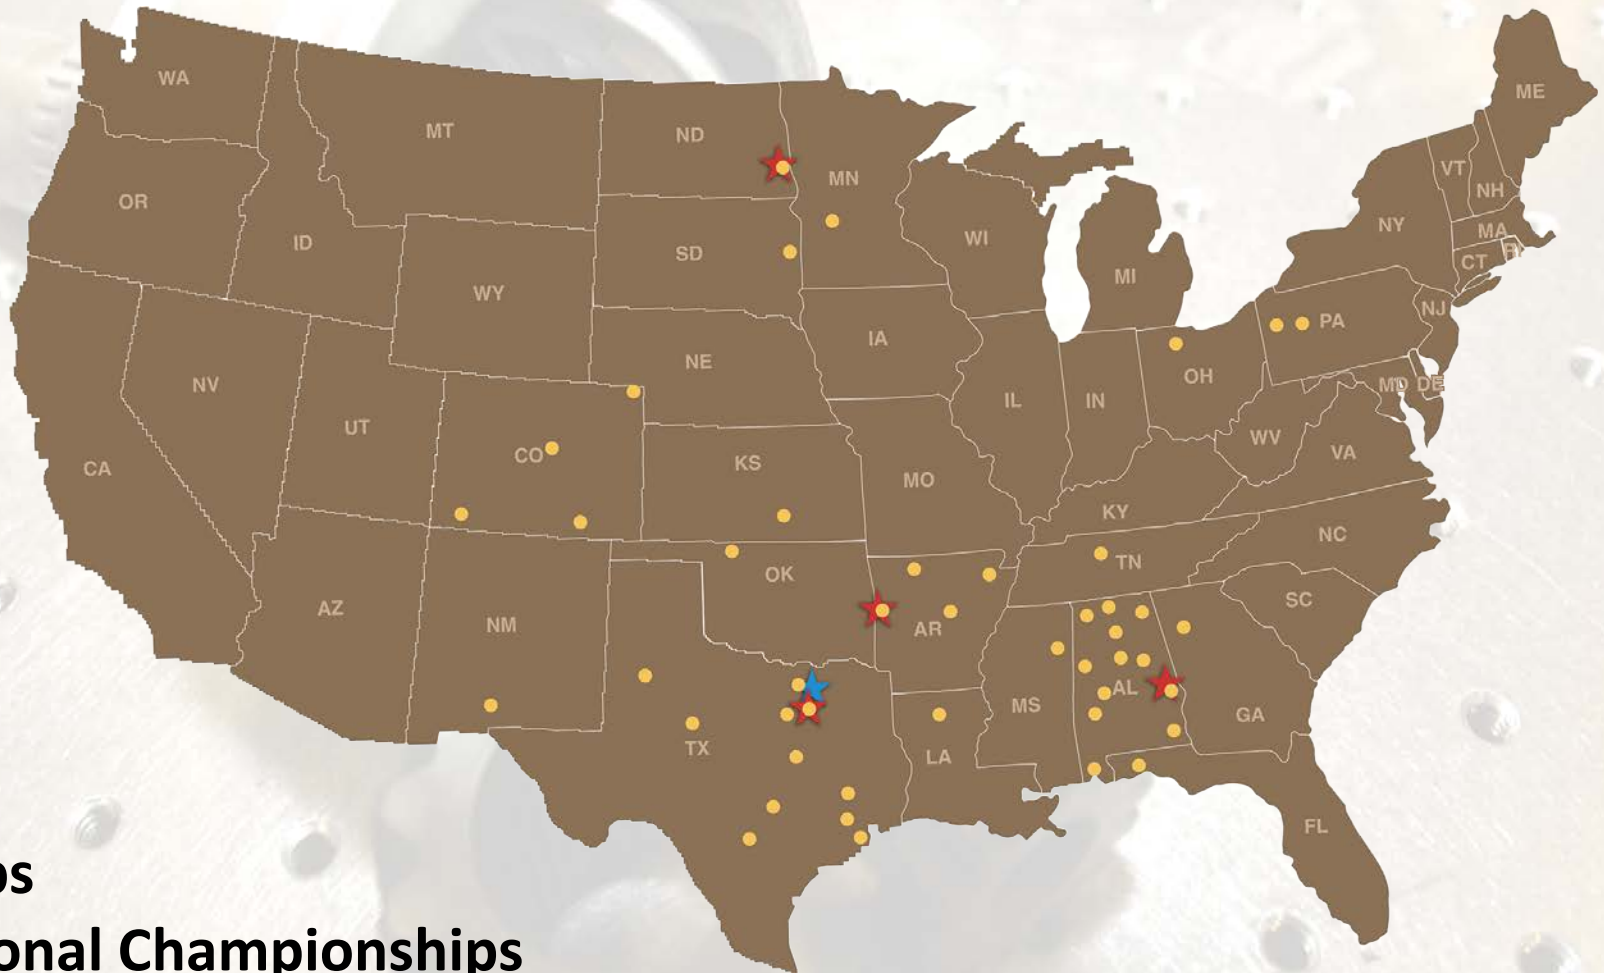 WA
ME
MT
ND
VT
MN
NH
OR
NY
MA
WI
ID
SD
CT
RI
MI
WY
NJ
PA
IA
NE
OH
NV
MD DE
IL
IN
UT
WV
CO
KS
VA
CA
MO
KY
NC
TN
OK
SC
AZ
NM
AR
AL
MS
GA
TX
LA
FL
ps
onal Championships